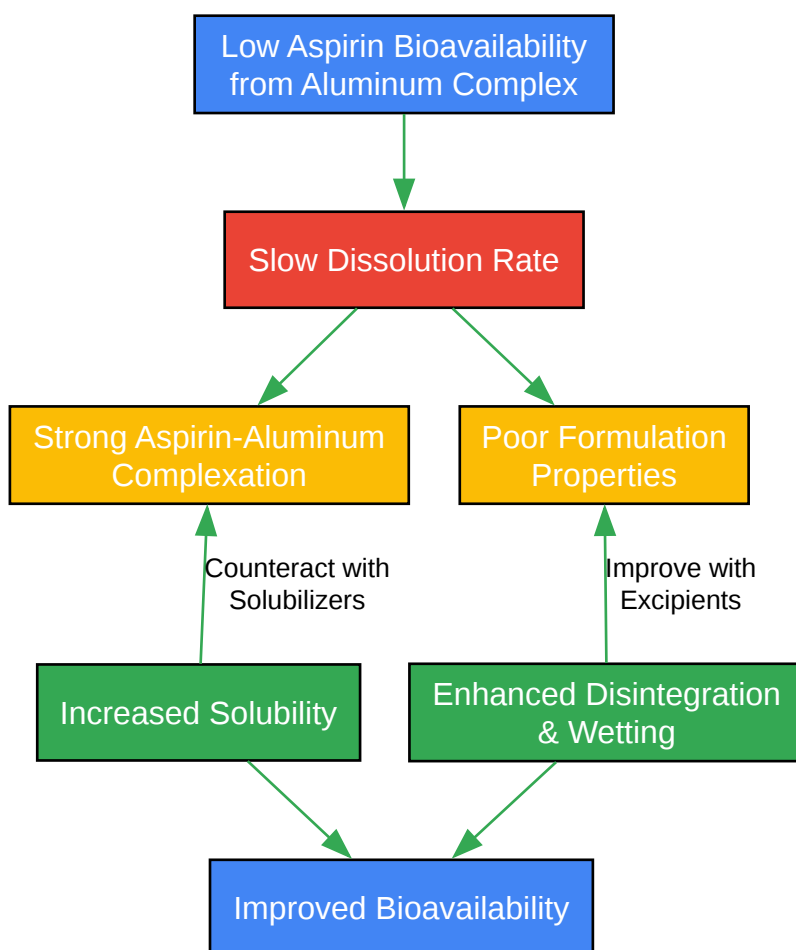 Low Aspirin Bioavailability
from Aluminum Complex
Slow Dissolution Rate
Strong Aspirin-Aluminum
Complexation
Poor Formulation
Properties
Counteract with
Solubilizers
Improve with
Excipients
Increased Solubility
Enhanced Disintegration
& Wetting
Improved Bioavailability